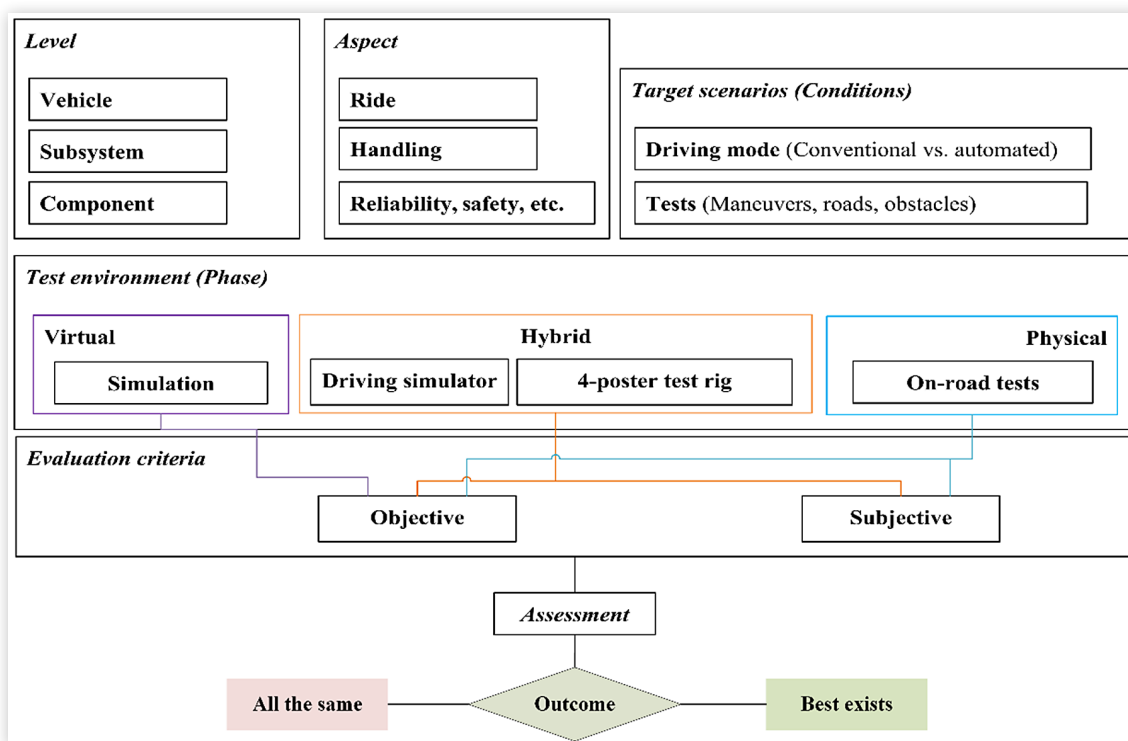 Level
Vehicle
Subsystem
Component
Aspect
Ride
Handling
Reliability, safety, etc.
Target scenarios (Conditions)
Driving mode (Conventional vs. automated)
Tests (Maneuvers, roads, obstacles)
Test environment (Phase)
Virtual
Simulation
Hybrid
Driving simulator
4-poster test rig
Physical
On-road tests
Evaluation criteria
Objective
Subjective
Assessment
All the same
Outcome
Best exists